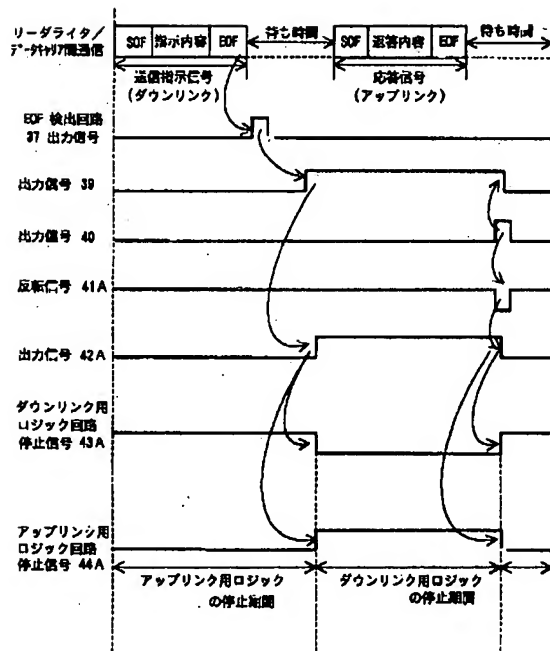 リーダライタ／
データキャリア間通信
SOF 指示内容 EOF
待ち時間
SOF 返答内容 EOF
待ち時間
送信指示信号
(ダウンリンク)
応答信号
(アップリンク)
EOF 検出回路
37 出力信号
出力信号 39
出力信号 40
反転信号 41A
出力信号 42A
ダウンリンク用
ロジック回路
停止信号 43A
アップリンク用
ロジック回路
停止信号 44A
アップリンク用ロジック
の停止期間
ダウンリンク用ロジック
の停止期間